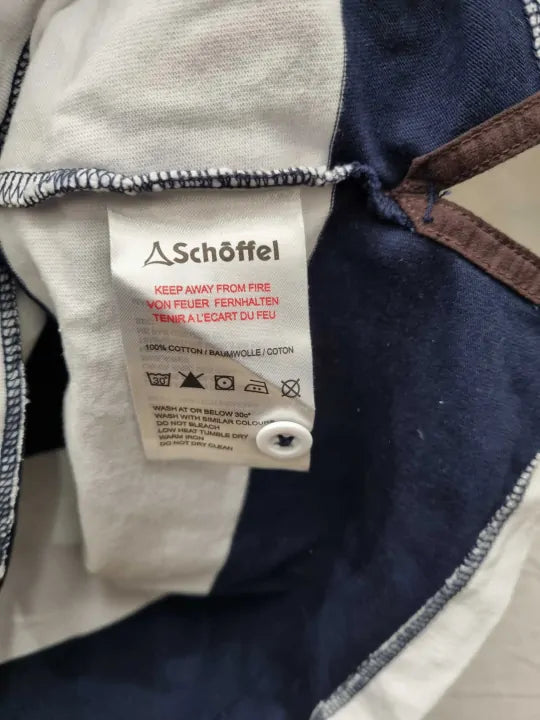 Schöffel
KEEP AWAY FROM FIRE
VON FEUER FERNHALTEN
TENIR A L'ECART DU FEU
100% COTTON / BAUMWOLLE / COTON
30°
WASH AT OR BELOW 30c°
WASH WITH SIMILAR COLOURS
DO NOT BLEACH
LOW HEAT TUMBLE DRY
WARM IRON
DO NOT DRY CLEAN